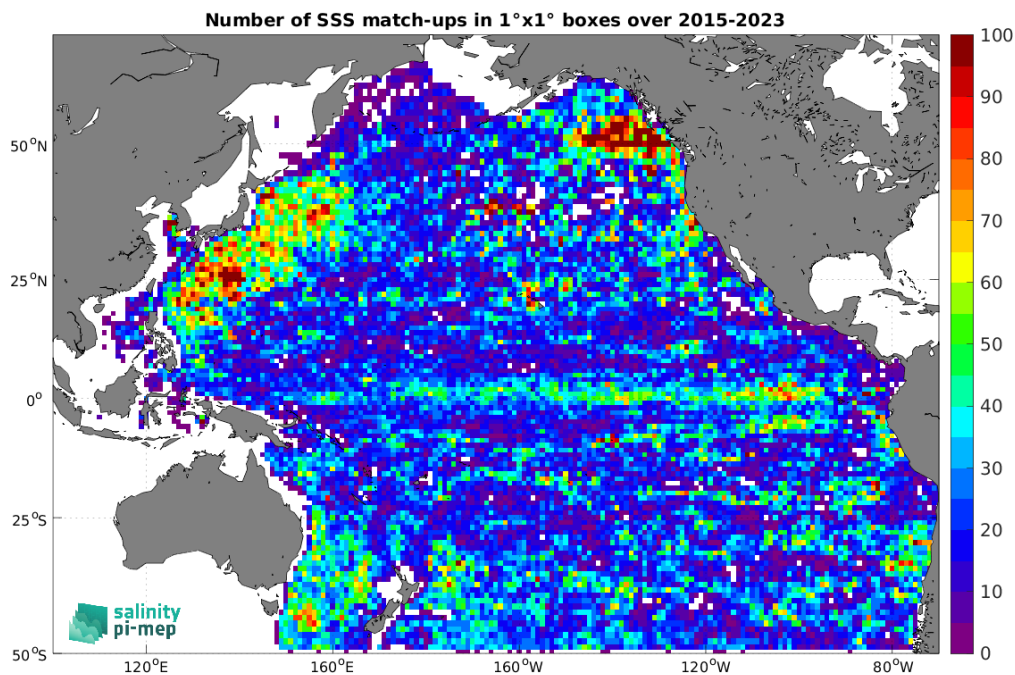 Number of SSS match-ups in 1°x1° boxes over 2015-2023
100
90
80
70
60
50
40
30
20
10
0
50°N
25°N
0°
25°S
50°S
120°E
160°E
160°W
120°W
80°W
salinity
pi-mep